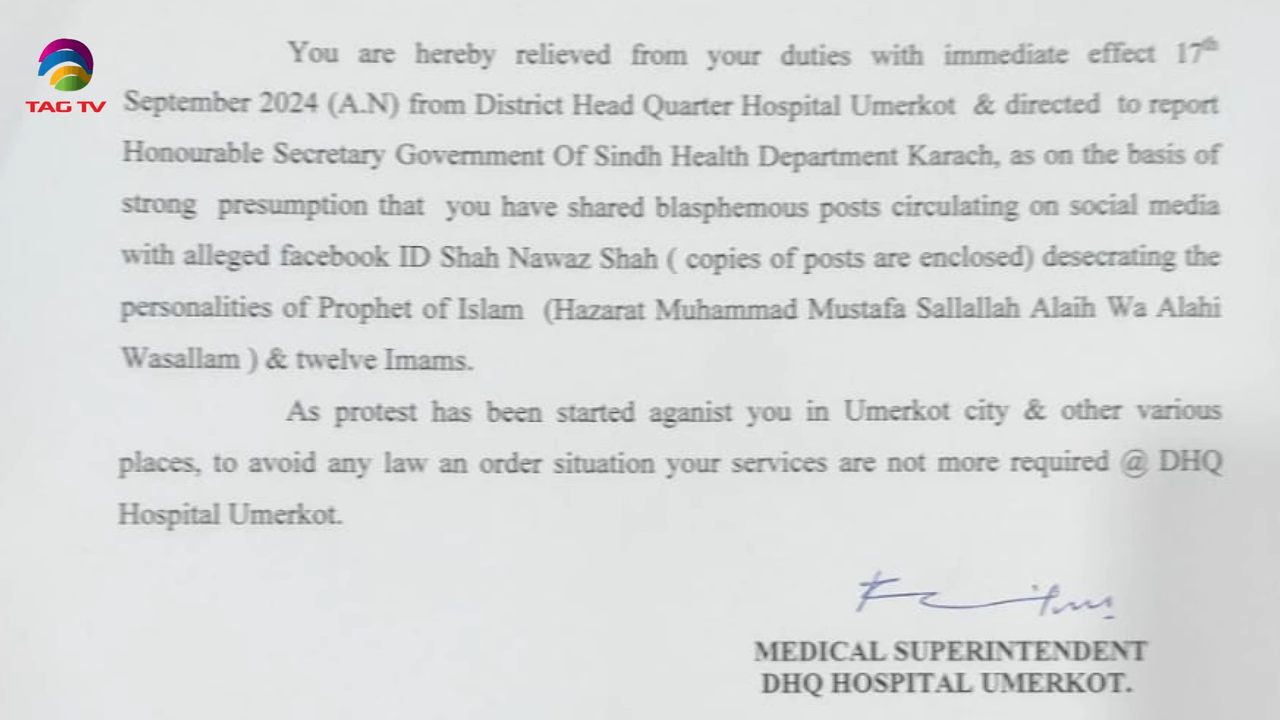 TAG TV
You are hereby relieved from your duties with immediate effect 17th
September 2024 (A.N) from District Head Quarter Hospital Umerkot & directed to report
Honourable Secretary Government Of Sindh Health Department Karach, as on the basis of
strong presumption that you have shared blasphemous posts circulating on social media
with alleged facebook ID Shah Nawaz Shah ( copies of posts are enclosed) desecrating the
personalities of Prophet of Islam (Hazarat Muhammad Mustafa Sallallah Alaih Wa Alahi
Wasallam ) & twelve Imams.
As protest has been started aganist you in Umerkot city & other various
places, to avoid any law an order situation your services are not more required @ DHQ
Hospital Umerkot.
MEDICAL SUPERINTENDENT
DHQ HOSPITAL UMERKOT.